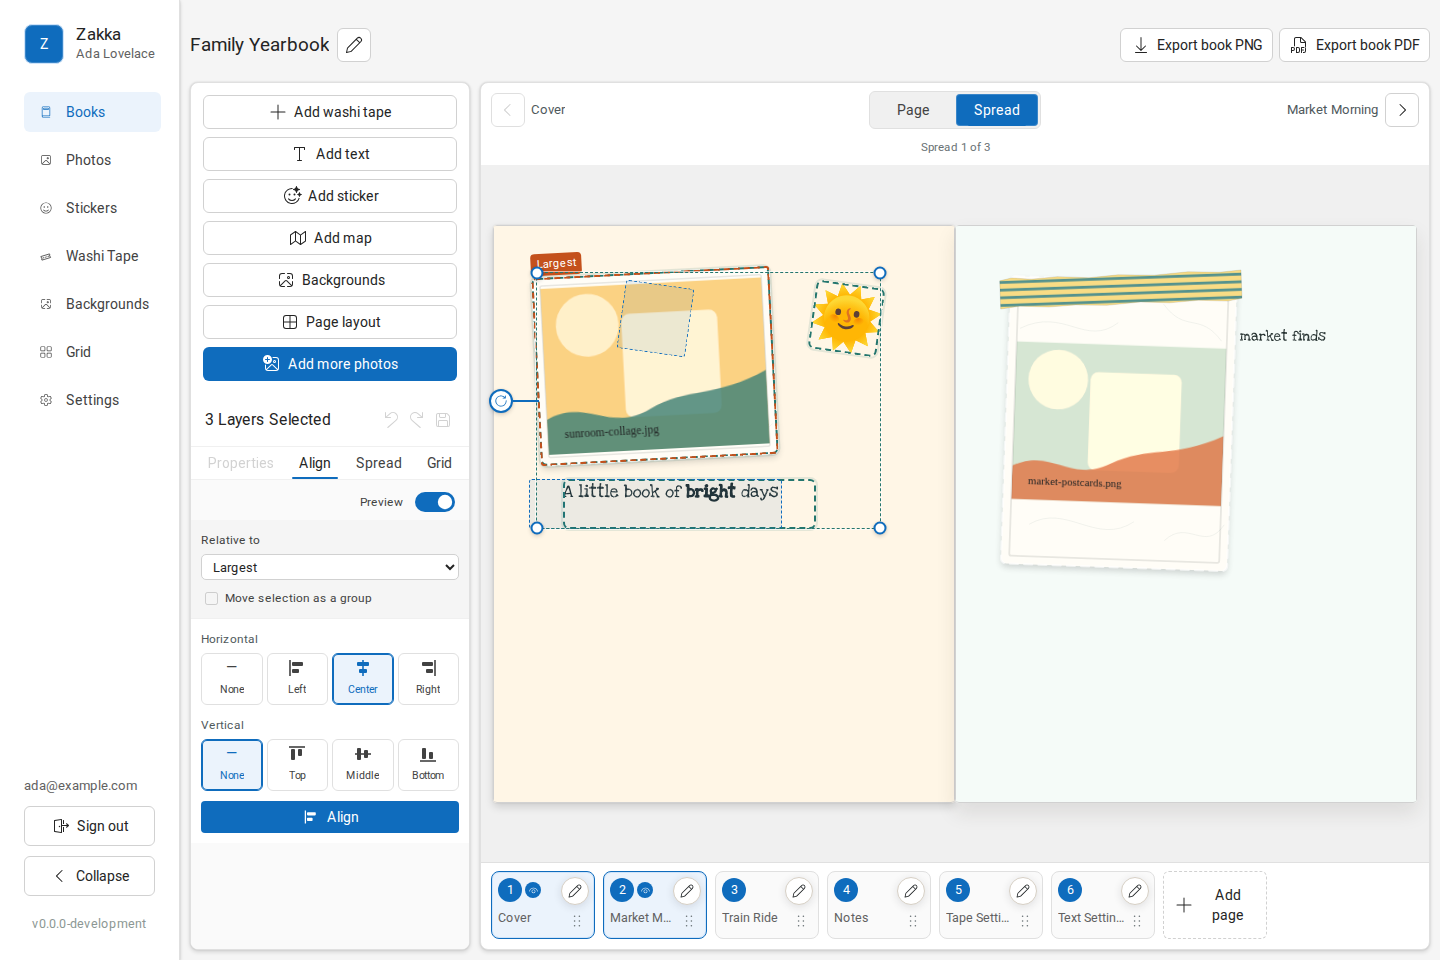 Z
Zakka
Ada Lovelace
Books
Photos
Stickers
Washi Tape
Backgrounds
Grid
Settings
ada@example.com
Sign out
Collapse
v0.0.0-development
Family Yearbook
Export book PNG
PDF
Export book PDF
Add washi tape
Add text
Add sticker
Add map
Backgrounds
Page layout
Add more photos
3 Layers Selected
Properties
Align
Spread
Grid
Preview
Relative to
Largest
Move selection as a group
Horizontal
None
Left
Center
Right
Vertical
None
Top
Middle
Bottom
Align
Cover
Page
Spread
Market Morning
Spread 1 of 3
Largest
sunroom-collage.jpg
A little book of bright days
market finds
market-postcards.png
1
Cover
2
Market M...
3
Train Ride
4
Notes
5
Tape Setti...
6
Text Settin...
Add page